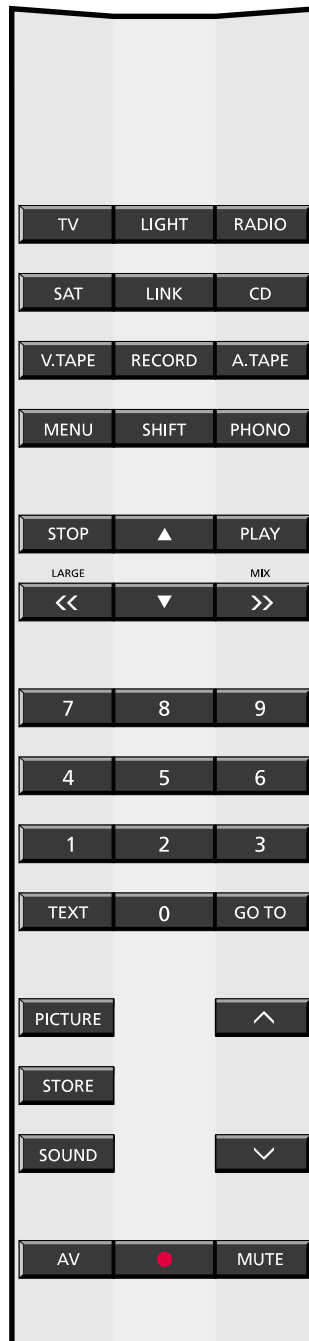 TV LIGHT RADIO
SAT LINK CD
V.TAPE RECORD A.TAPE
MENU SHIFT PHONO
STOP ▲ PLAY
LARGE MIX
<< ▼ >>
7 8 9
4 5 6
1 2 3
TEXT 0 GO TO
PICTURE
STORE
SOUND
AV MUTE